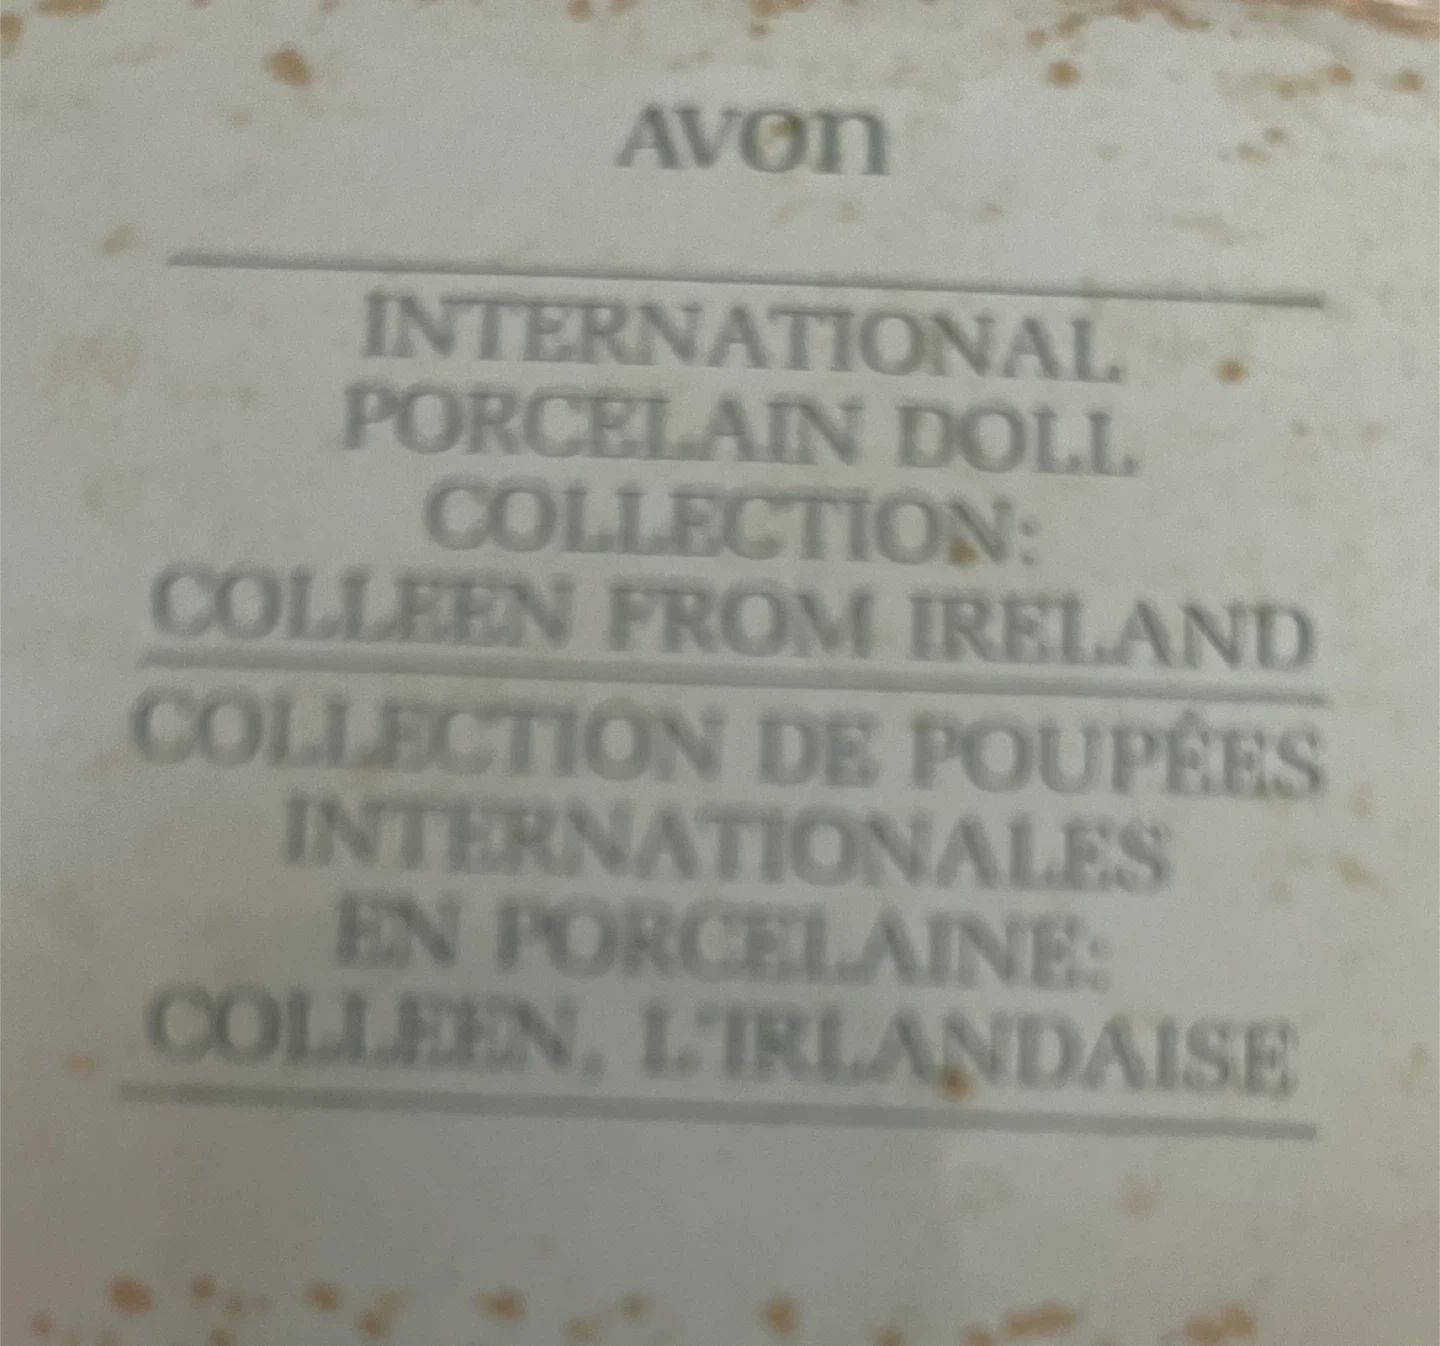 AVON
INTERNATIONAL
PORCELAIN DOLL
COLLECTION:
COLLEEN FROM IRELAND
COLLECTION DE POUPÉES
INTERNATIONALES
EN PORCELAINE:
COLLEEN, L'IRLANDAISE